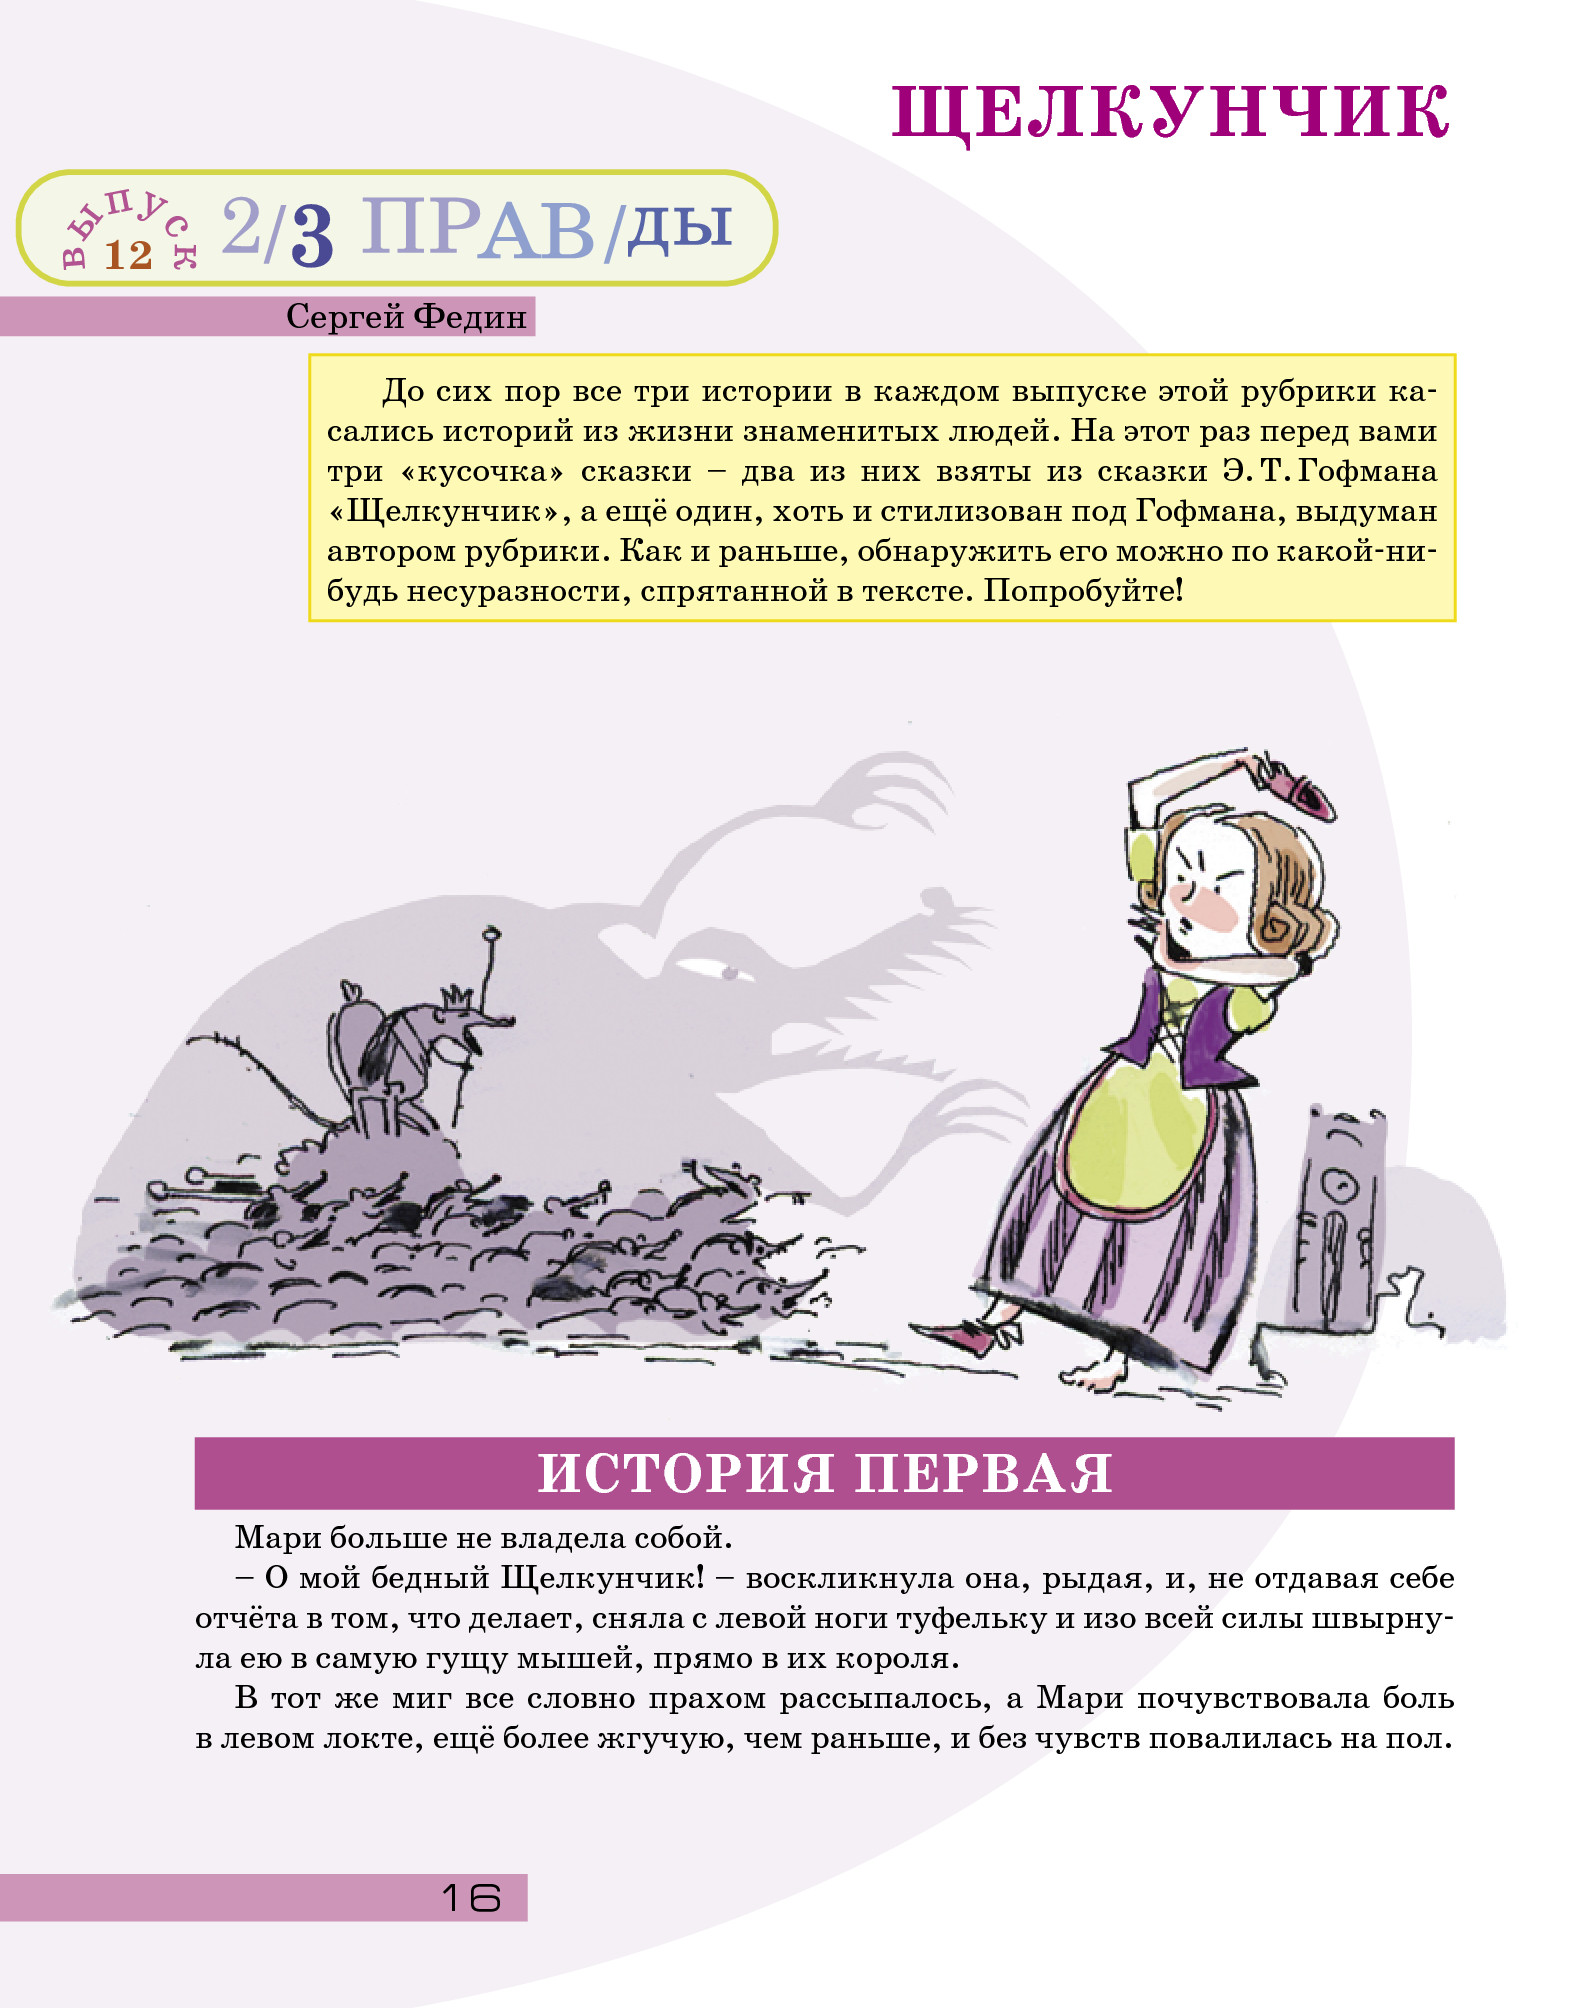 ЩЕЛКУНЧИК
выпуск
12
2/3 ПРАВ/ДЫ
Сергей Федин
До сих пор все три истории в каждом выпуске этой рубрики ка-
сались историй из жизни знаменитых людей. На этот раз перед вами
три «кусочка» сказки – два из них взяты из сказки Э.Т.Гофмана
«Щелкунчик», а ещё один, хоть и стилизован под Гофмана, выдуман
автором рубрики. Как и раньше, обнаружить его можно по какой-ни-
будь несуразности, спрятанной в тексте. Попробуйте!
ИСТОРИЯ ПЕРВАЯ
Мари больше не владела собой.
– О мой бедный Щелкунчик! – воскликнула она, рыдая, и, не отдавая себе
отчёта в том, что делает, сняла с левой ноги туфельку и изо всей силы швырну-
ла ею в самую гущу мышей, прямо в их короля.
В тот же миг все словно прахом рассыпалось, а Мари почувствовала боль
в левом локте, ещё более жгучую, чем раньше, и без чувств повалилась на пол.
16